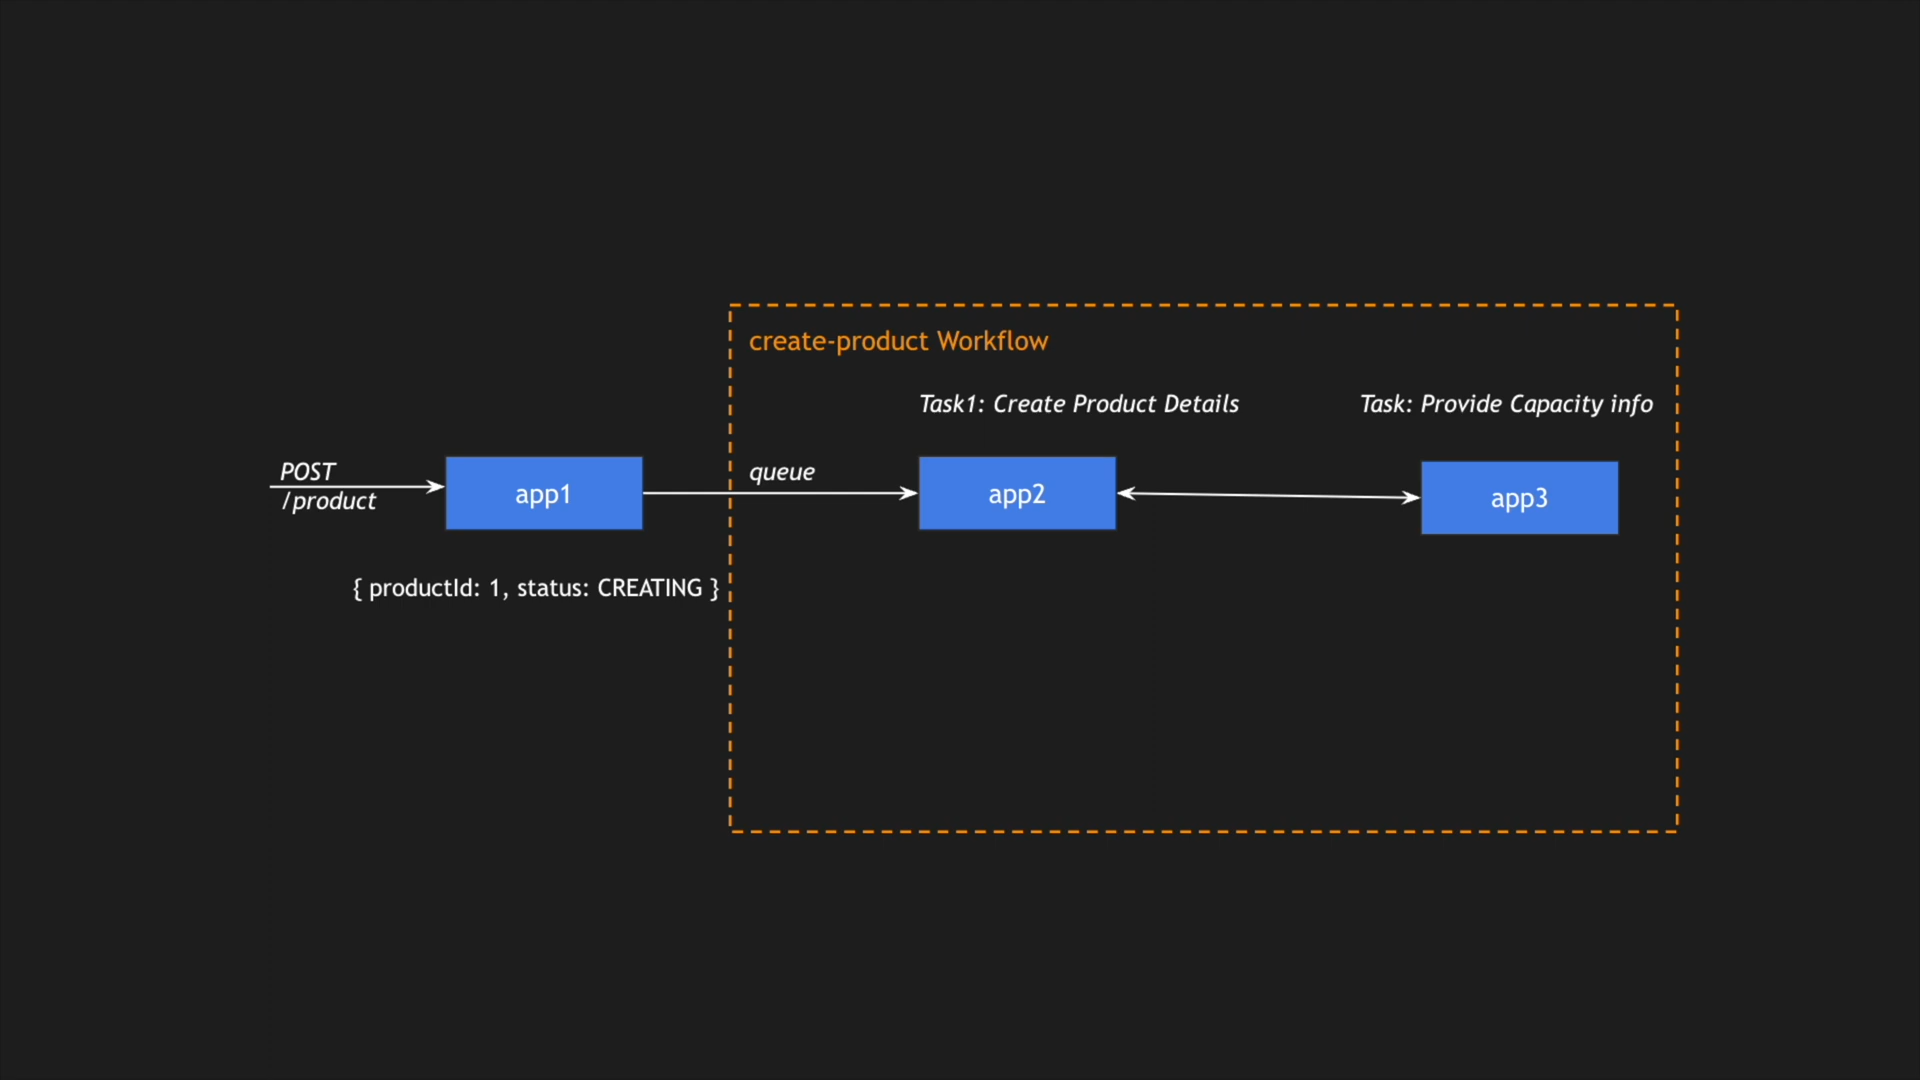 create-product Workflow
Task1: Create Product Details
Task: Provide Capacity info
POST
/product
app1
queue
app2
app3
{ productId: 1, status: CREATING }